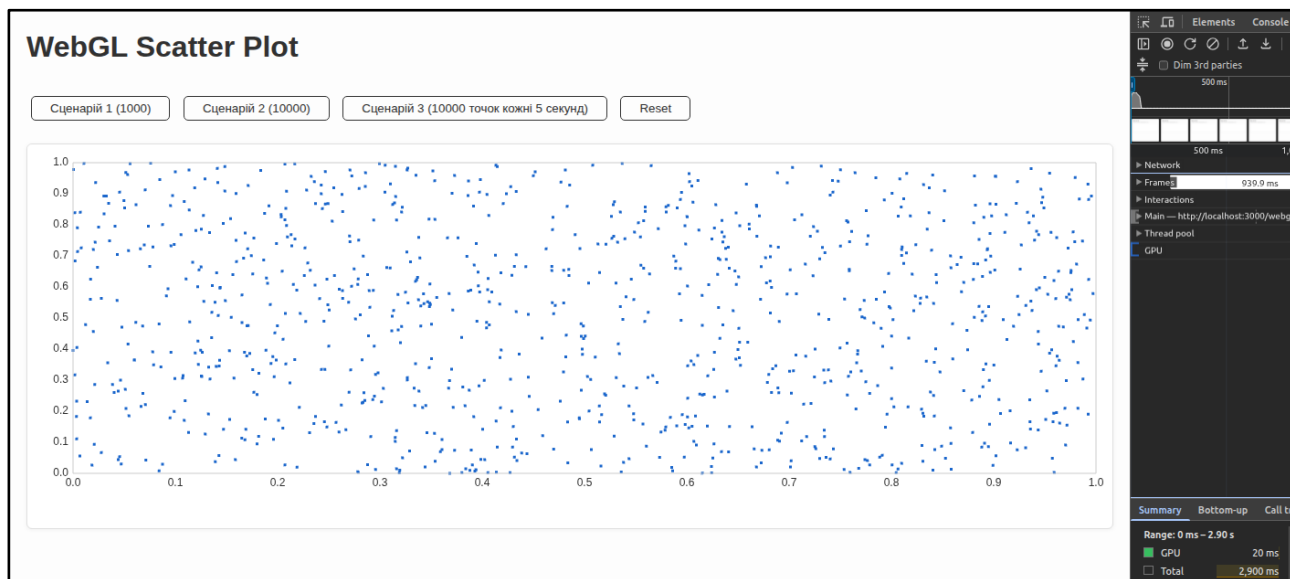 WebGL Scatter Plot
Сценарій 1 (1000) Сценарій 2 (10000) Сценарій 3 (10000 точок кожні 5 секунд) Reset
1.0
0.9
0.8
0.7
0.6
0.5
0.4
0.3
0.2
0.1
0.0
0.0 0.1 0.2 0.3 0.4 0.5 0.6 0.7 0.8 0.9 1.0
Elements Console
Dim 3rd parties
500 ms
500 ms
Network
Frames 939.9 ms
Interactions
Main — http://localhost:3000/webg
Thread pool
GPU
Summary Bottom-up Call
Range: 0 ms – 2.90 s
GPU 20 ms
Total 2,900 ms